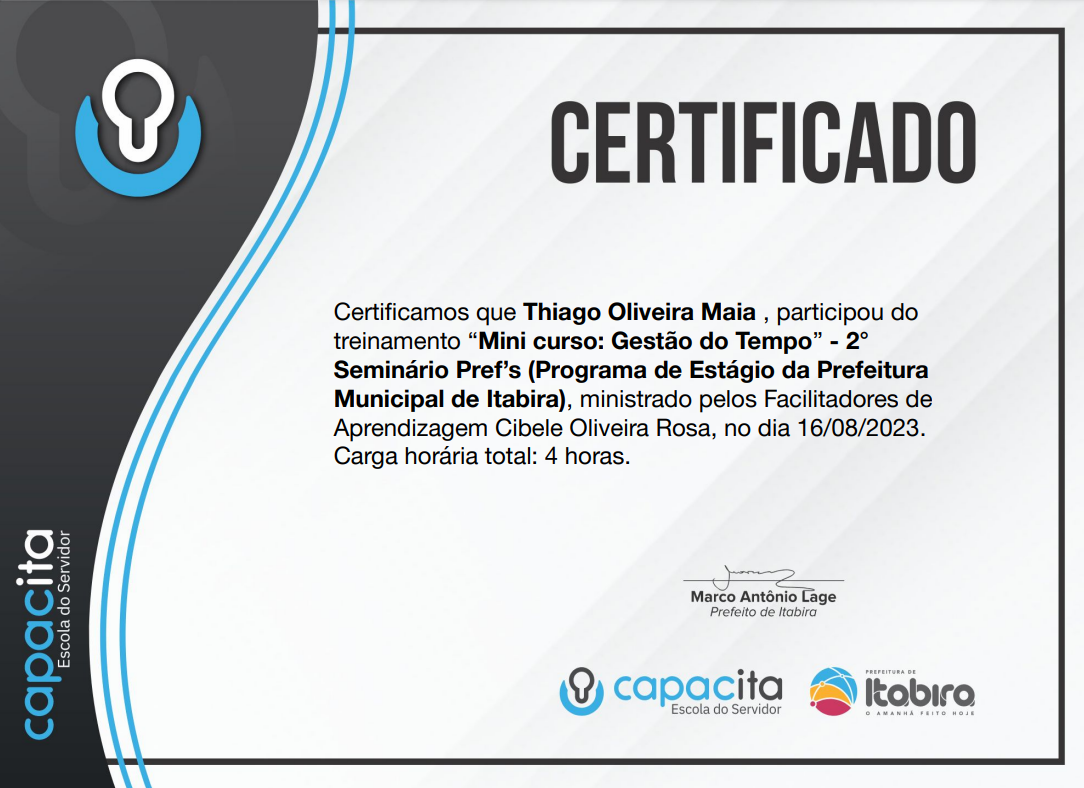 CERTIFICADO
Certificamos que Thiago Oliveira Maia , participou do
treinamento “Mini curso: Gestão do Tempo” - 2°
Seminário Pref’s (Programa de Estágio da Prefeitura
Municipal de Itabira), ministrado pelos Facilitadores de
Aprendizagem Cibele Oliveira Rosa, no dia 16/08/2023.
Carga horária total: 4 horas.
capacita
Escola do Servidor
Marco Antônio Lage
Prefeito de Itabira
capacita
Escola do Servidor
PREFEITURA DE
Itabira
O AMANHÃ FEITO HOJE